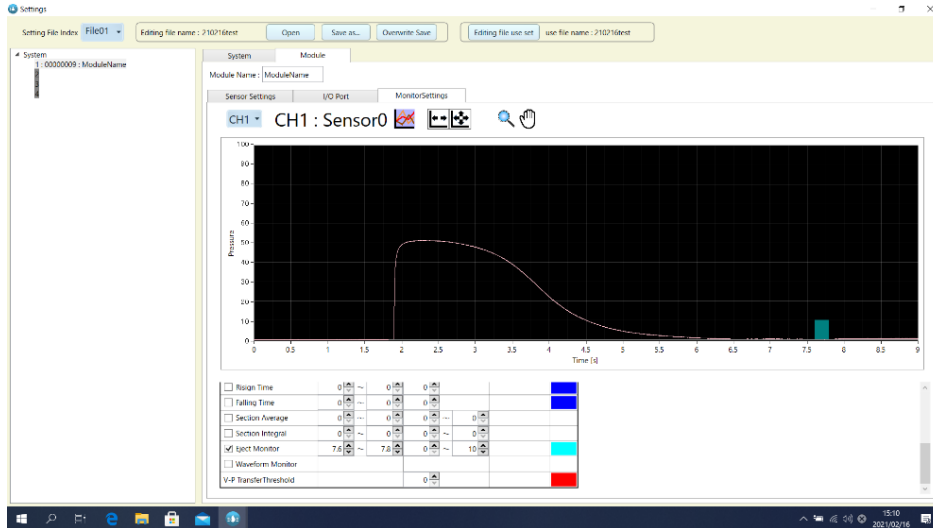 Settings
Setting File Index File01 Editing file name : 210216test Open Save as... Overwrite Save Editing file use set use file name : 210216test
System
1 : 00000009 : ModuleName
2
3
4
System Module
Module Name : ModuleName
Sensor Settings I/O Port MonitorSettings
CH1 CH1 : Sensor0
100
90
80
70
60
50
40
30
20
10
0
Pressure
0 0.5 1 1.5 2 2.5 3 3.5 4 4.5 5 5.5 6 6.5 7 7.5 8 8.5 9
Time [s]
Risign Time 0 ~ 0 0
Falling Time 0 ~ 0 0
Section Average 0 ~ 0 0 ~ 0
Section Integral 0 ~ 0 0 ~ 0
Eject Monitor 7.6 ~ 7.8 0 ~ 10
Waveform Monitor
V-P TransferThreshold 0
15:10
2021/02/16